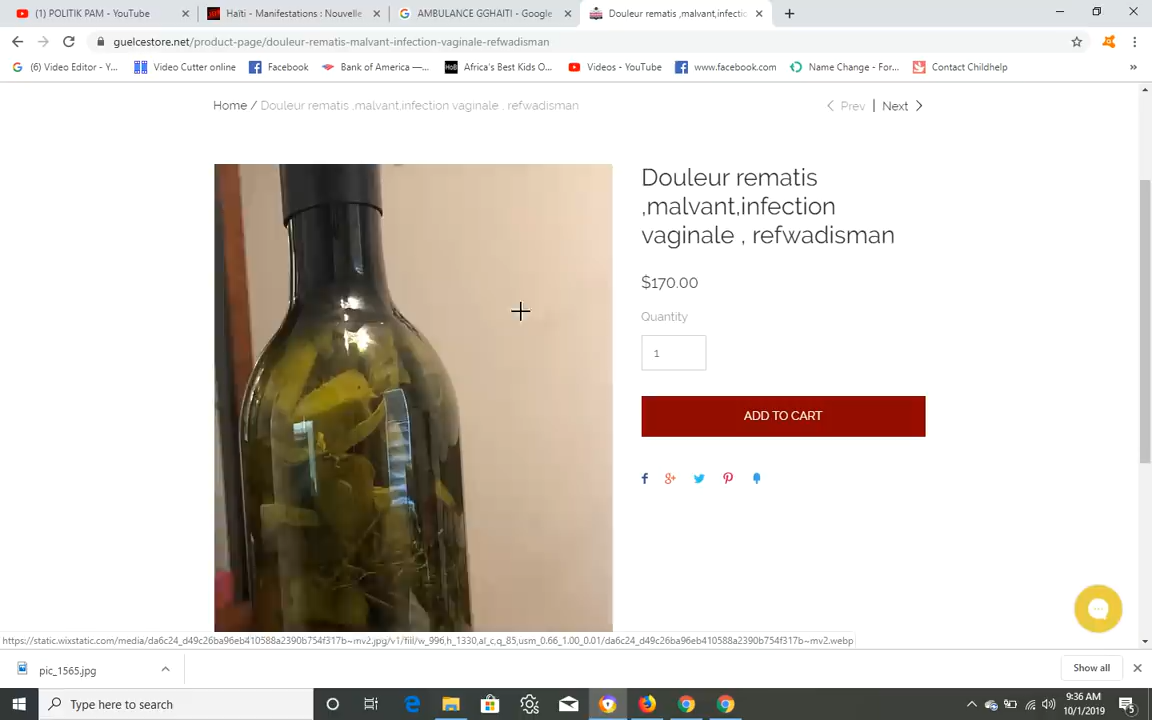 (1) POLITIK PAM - YouTube
Haïti - Manifestations : Nouvelle
AMBULANCE GGHAITI - Google
Douleur rematis ,malvant,infectic
guelcestore.net/product-page/douleur-rematis-malvant-infection-vaginale-refwadisman
(6) Video Editor - Y...
Video Cutter online
Facebook
Bank of America —...
HoB
Africa's Best Kids O...
Videos - YouTube
www.facebook.com
Name Change - For...
Contact Childhelp
»
Home / Douleur rematis ,malvant,infection vaginale , refwadisman
Prev | Next
Douleur rematis
,malvant,infection
vaginale , refwadisman
$170.00
Quantity
1
ADD TO CART
https://static.wixstatic.com/media/da6c24_d49c26ba96eb410588a2390b754f317b~mv2.jpg/v1/fill/w_996,h_1330,al_c,q_85,usm_0.66_1.00_0.01/da6c24_d49c26ba96eb410588a2390b754f317b~mv2.webp
pic_1565.jpg
Show all
Type here to search
9:36 AM
10/1/2019
5